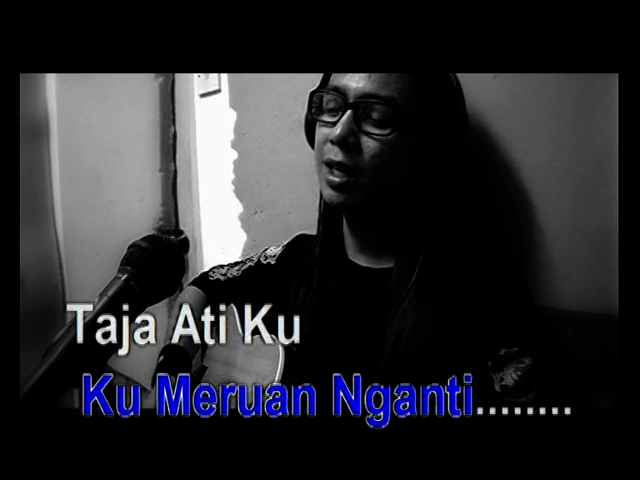 Taja Ati Ku
Ku Meruan Nganti........